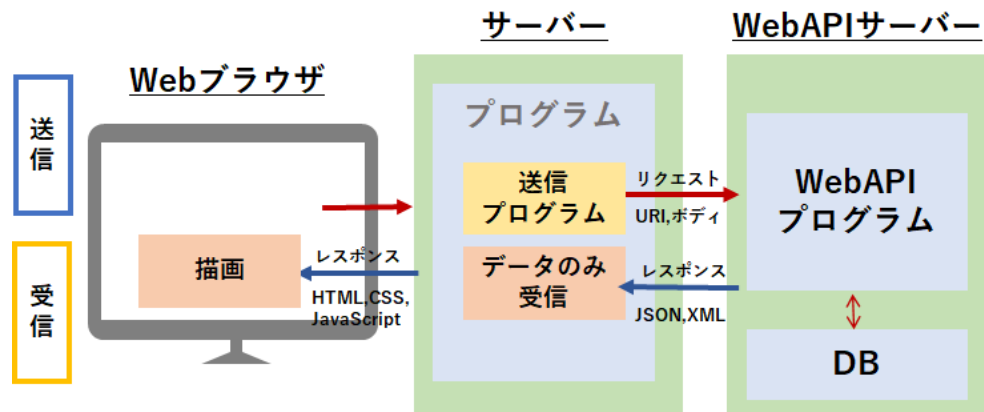 サーバー
WebAPIサーバー
Webブラウザ
送
信
プログラム
送信
プログラム
リクエスト
URI,ボディ
WebAPI
プログラム
受
信
描画
レスポンス
HTML,CSS,
JavaScript
データのみ
受信
レスポンス
JSON,XML
DB